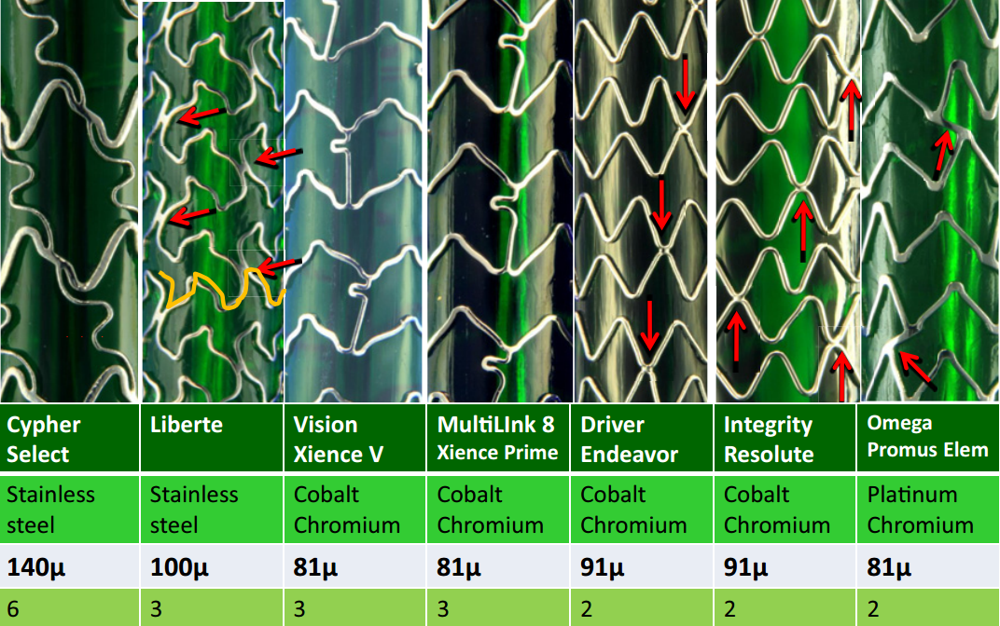 Cypher
Select
Liberte
Vision
Xience V
MultiLInk 8
Xience Prime
Driver
Endeavor
Integrity
Resolute
Omega
Promus Elem
Stainless
steel
Stainless
steel
Cobalt
Chromium
Cobalt
Chromium
Cobalt
Chromium
Cobalt
Chromium
Platinum
Chromium
140μ
100μ
81μ
81μ
91μ
91μ
81μ
6
3
3
3
2
2
2